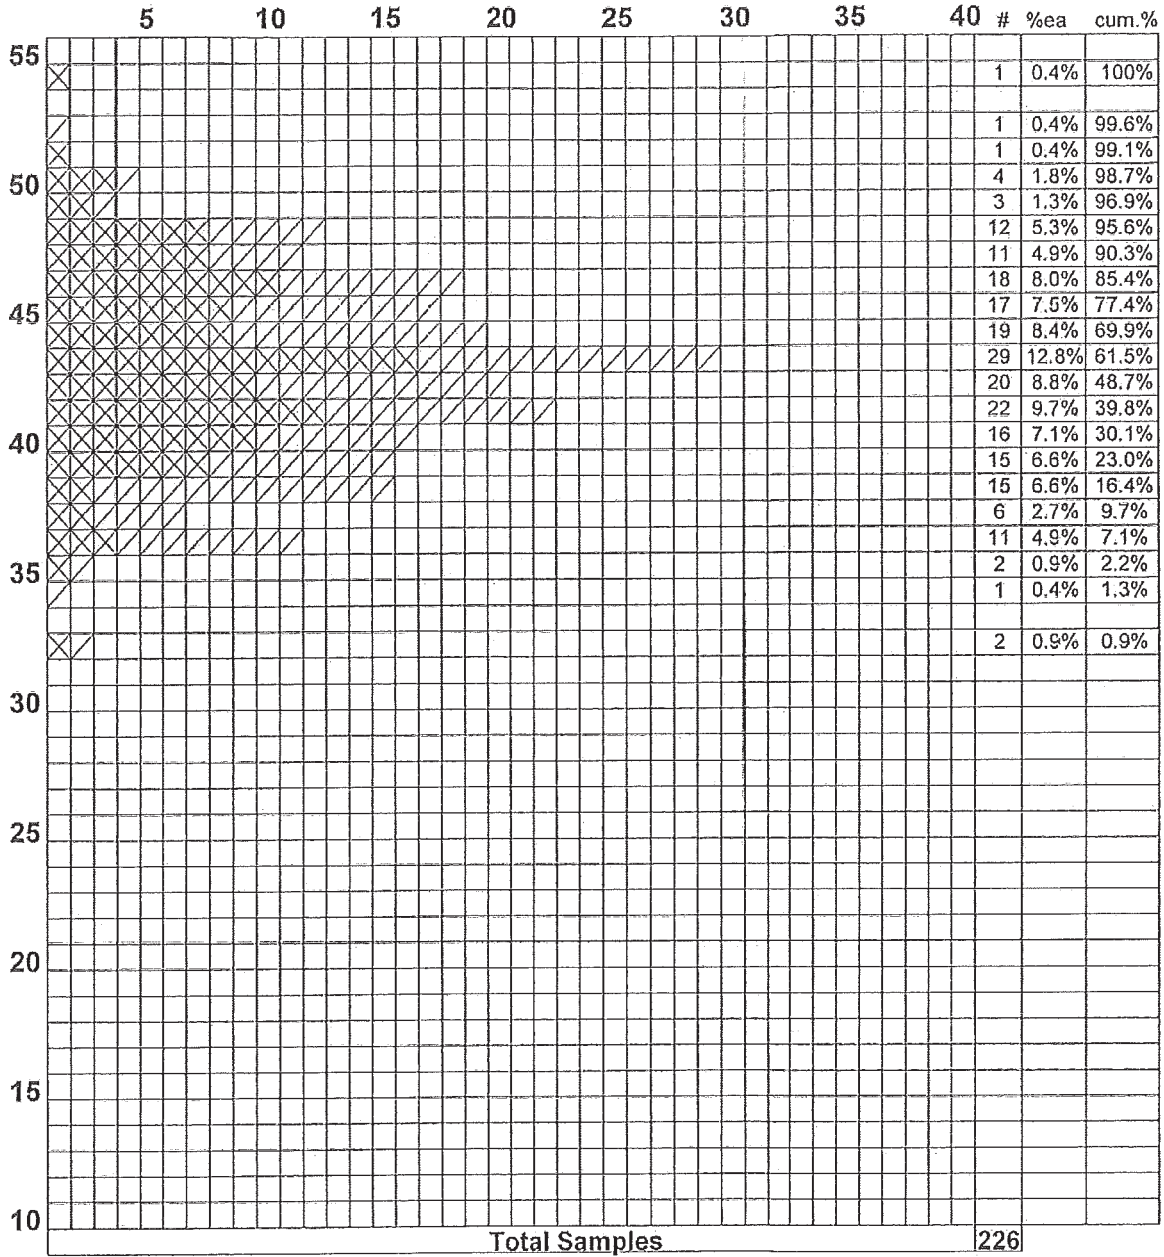 5 10 15 20 25 30 35 40 # %ea cum.%
55
1 0.4% 100%
1 0.4% 99.6%
1 0.4% 99.1%
50 4 1.8% 98.7%
3 1.3% 96.9%
12 5.3% 95.6%
11 4.9% 90.3%
18 8.0% 85.4%
45 17 7.5% 77.4%
19 8.4% 69.9%
29 12.8% 61.5%
20 8.8% 48.7%
22 9.7% 39.8%
40 16 7.1% 30.1%
15 6.6% 23.0%
15 6.6% 16.4%
6 2.7% 9.7%
11 4.9% 7.1%
35 2 0.9% 2.2%
1 0.4% 1.3%
2 0.9% 0.9%
30
25
20
15
10
Total Samples 226